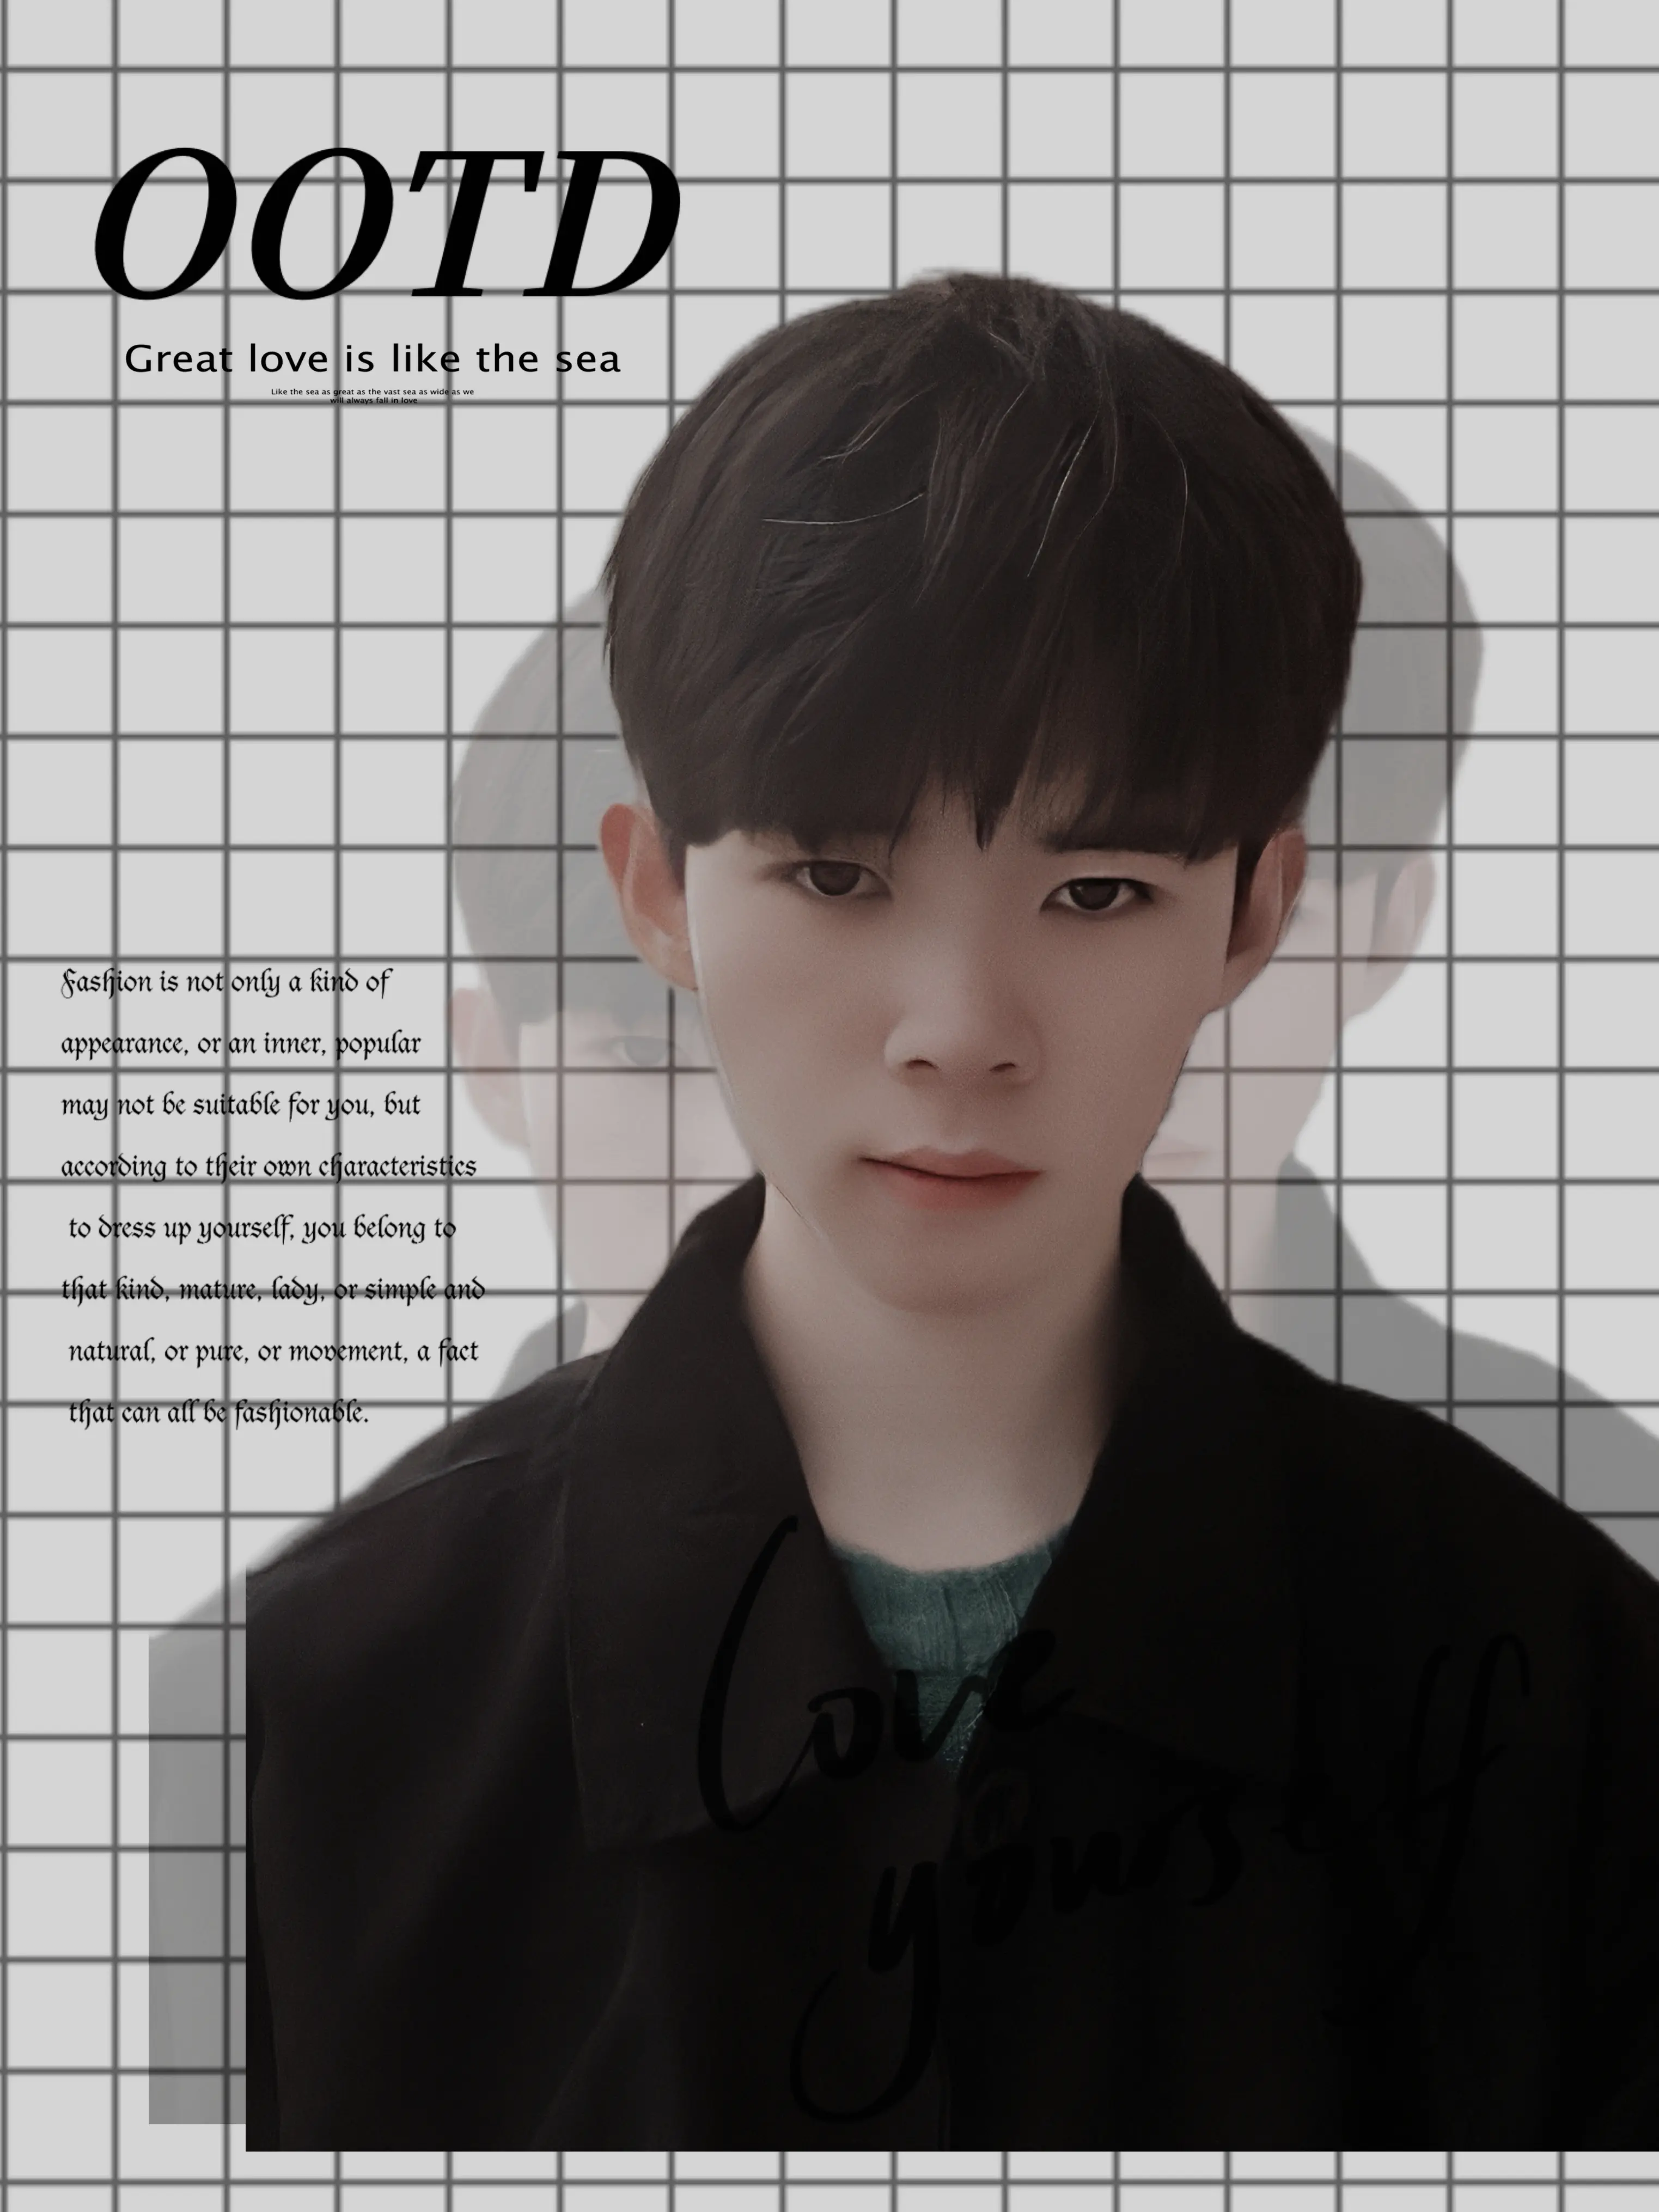 OOTD
Great love is like the sea
Like the sea as great as the vast sea as wide as we
will always fall in love
Fashion is not only a kind of
appearance, or an inner, popular
may not be suitable for you, but
according to their own characteristics
to dress up yourself, you belong to
that kind, mature, lady, or simple and
natural, or pure, or movement, a fact
that can all be fashionable.
Love
yourself